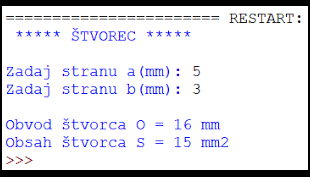 ======================= RESTART:
***** ŠTVOREC *****
Zadaj stranu a(mm): 5
Zadaj stranu b(mm): 3
Obvod štvorca O = 16 mm
Obsah štvorca S = 15 mm2
>>>